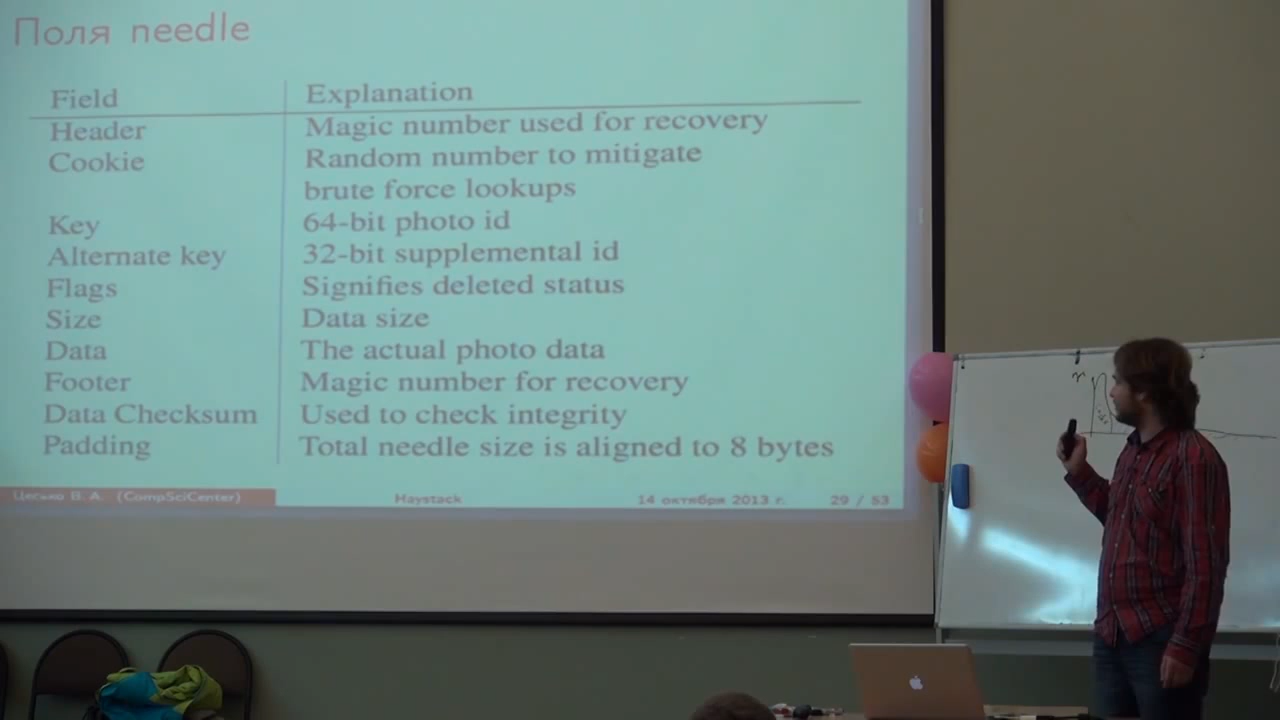 Поля needle
Field Explanation
Header Magic number used for recovery
Cookie Random number to mitigate
brute force lookups
Key 64-bit photo id
Alternate key 32-bit supplemental id
Flags Signifies deleted status
Size Data size
Data The actual photo data
Footer Magic number for recovery
Data Checksum Used to check integrity
Padding Total needle size is aligned to 8 bytes
Цесько В. А. (CompSciCenter) Haystack 14 октября 2013 г. 29 / 53